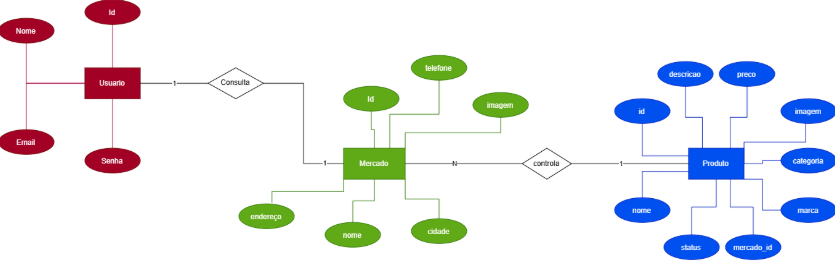 Id
Nome
Usuario
Email
Senha
1
Consulta
1
telefone
Id
imagem
Mercado
endereço
nome
cidade
N
controla
1
descricao
preco
id
imagem
Produto
categoria
nome
marca
status
mercado_id